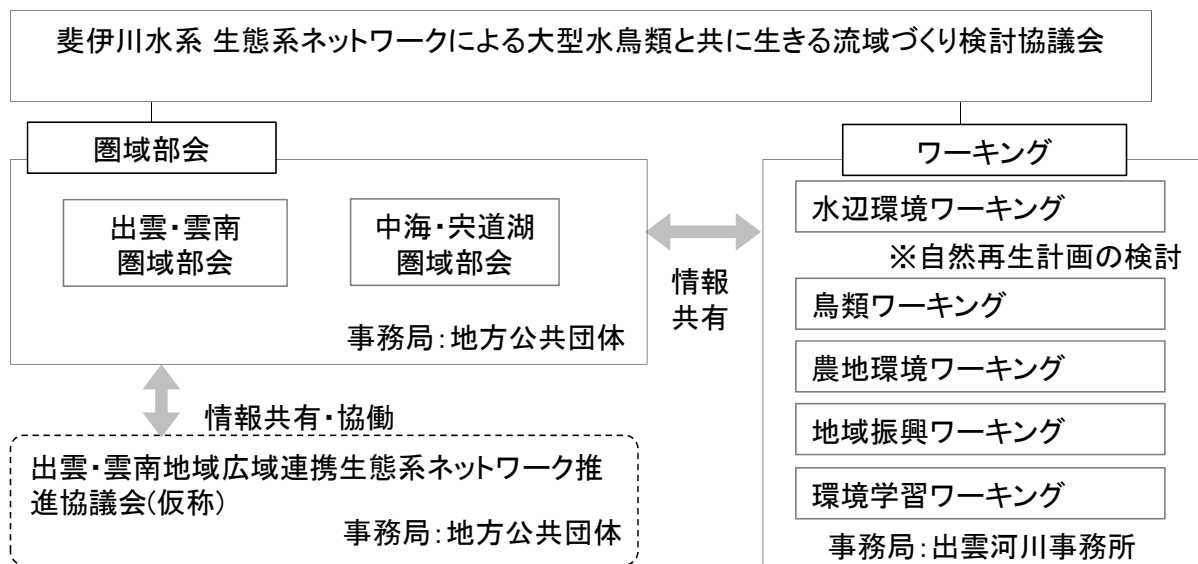 斐伊川水系 生態系ネットワークによる大型水鳥類と共に生きる流域づくり検討協議会
圏域部会
出雲・雲南
圏域部会
中海・宍道湖
圏域部会
事務局:地方公共団体
情報
共有
情報共有・協働
出雲・雲南地域広域連携生態系ネットワーク推
進協議会(仮称)
事務局:地方公共団体
ワーキング
水辺環境ワーキング
※自然再生計画の検討
鳥類ワーキング
農地環境ワーキング
地域振興ワーキング
環境学習ワーキング
事務局:出雲河川事務所